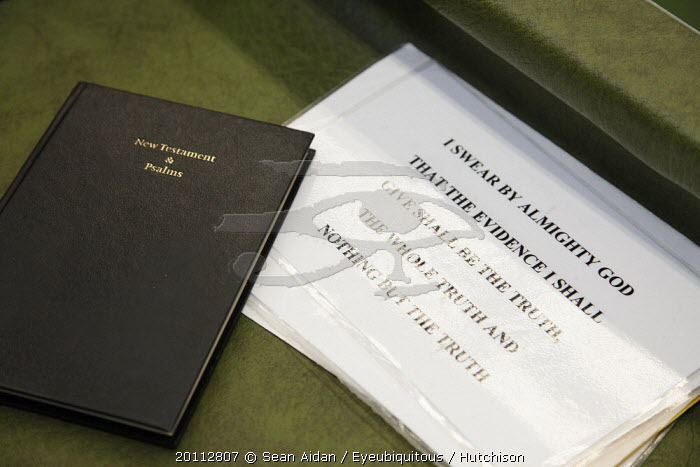 New Testament
&
Psalms
I SWEAR BY ALMIGHTY GOD
THAT THE EVIDENCE I SHALL
GIVE SHALL BE THE TRUTH,
THE WHOLE TRUTH AND
NOTHING BUT THE TRUTH
20112807 © Sean Aidan / Eyeubiquitous / Hutchison